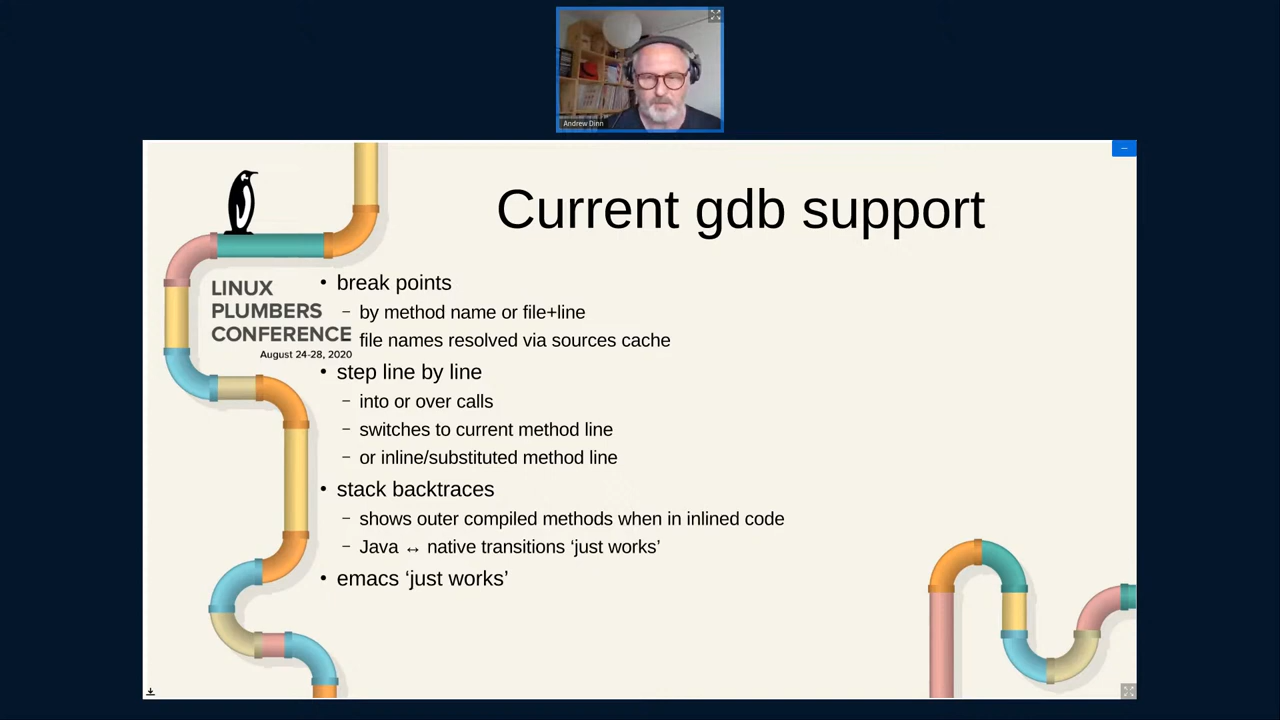 Andrew Dinn
Current gdb support
LINUX
PLUMBERS
CONFERENCE
August 24-28, 2020
• break points
– by method name or file+line
file names resolved via sources cache
• step line by line
– into or over calls
– switches to current method line
– or inline/substituted method line
• stack backtraces
– shows outer compiled methods when in inlined code
– Java ↔ native transitions ‘just works’
• emacs ‘just works’